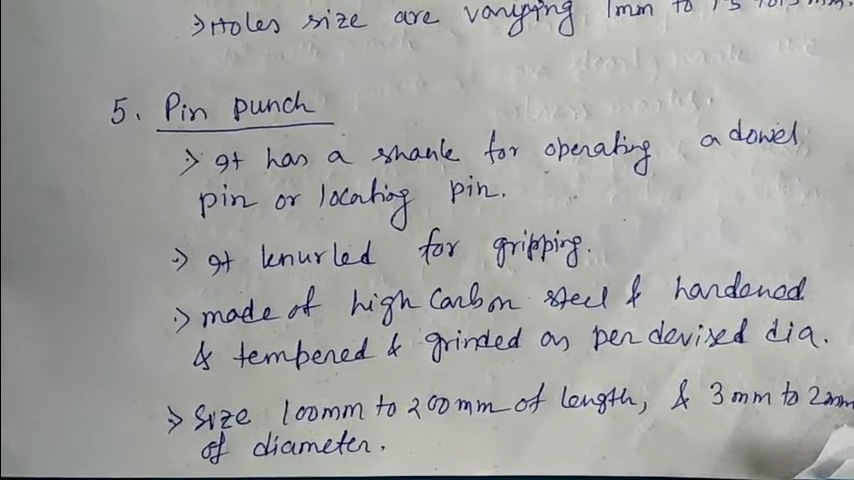 :> Holes size are varying 1mm to
5. Pin punch
:> It has a shank for operating a dowel
pin or locating pin.
:> It knurled for gripping.
:> made of high carbon steel & hardened
& tempered & grinded as per devised dia.
:> Size 100mm to 200mm of length, & 3mm to
of diameter.